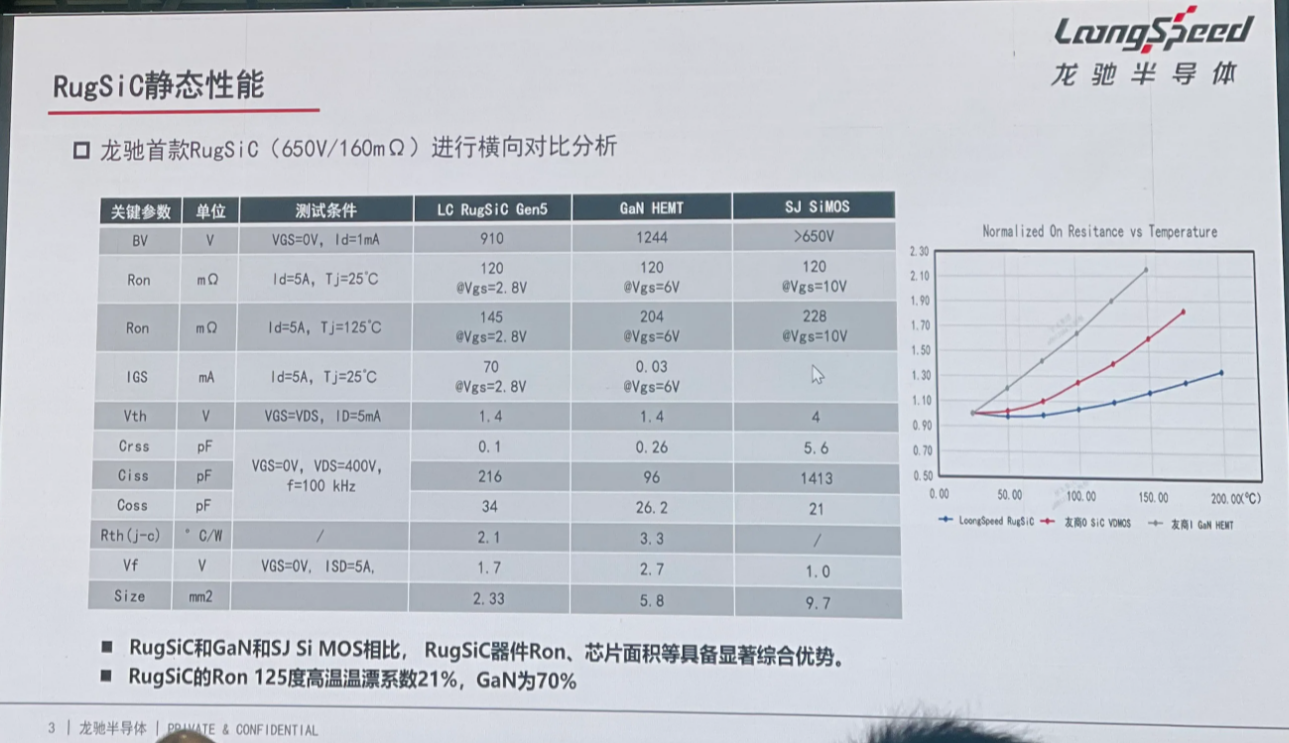 LoongSpeed
龙驰半导体
RugSiC静态性能
龙驰首款RugSiC（650V/160mΩ）进行横向对比分析
关键参数 单位 测试条件 LC RugSiC Gen5 GaN HEMT SJ SiMOS
BV V VGS=0V, Id=1mA 910 1244 >650V
Ron mΩ Id=5A, Tj=25℃ 120 @Vgs=2.8V 120 @Vgs=6V 120 @Vgs=10V
Ron mΩ Id=5A, Tj=125℃ 145 @Vgs=2.8V 204 @Vgs=6V 228 @Vgs=10V
IGS mA Id=5A, Tj=25℃ 70 @Vgs=2.8V 0.03 @Vgs=6V
Vth V VGS=VDS, ID=5mA 1.4 1.4 4
Crss pF VGS=0V, VDS=400V, f=100 kHz 0.1 0.26 5.6
Ciss pF 216 96 1413
Coss pF 34 26.2 21
Rth(j-c) ° C/W / 2.1 3.3 /
Vf V VGS=0V, ISD=5A, 1.7 2.7 1.0
Size mm2 2.33 5.8 9.7
Normalized On Resitance vs Temperature
2.30
2.10
1.90
1.70
1.50
1.30
1.10
0.90
0.70
0.50
0.00 50.00 100.00 150.00 200.00(℃)
LoongSpeed RugSiC 友商O SiC VDMOS 友商I GaN HEMT
RugSiC和GaN和SJ Si MOS相比， RugSiC器件Ron、芯片面积等具备显著综合优势。
RugSiC的Ron 125度高温温漂系数21%，GaN为70%
3 | 龙驰半导体 | PRIVATE & CONFIDENTIAL